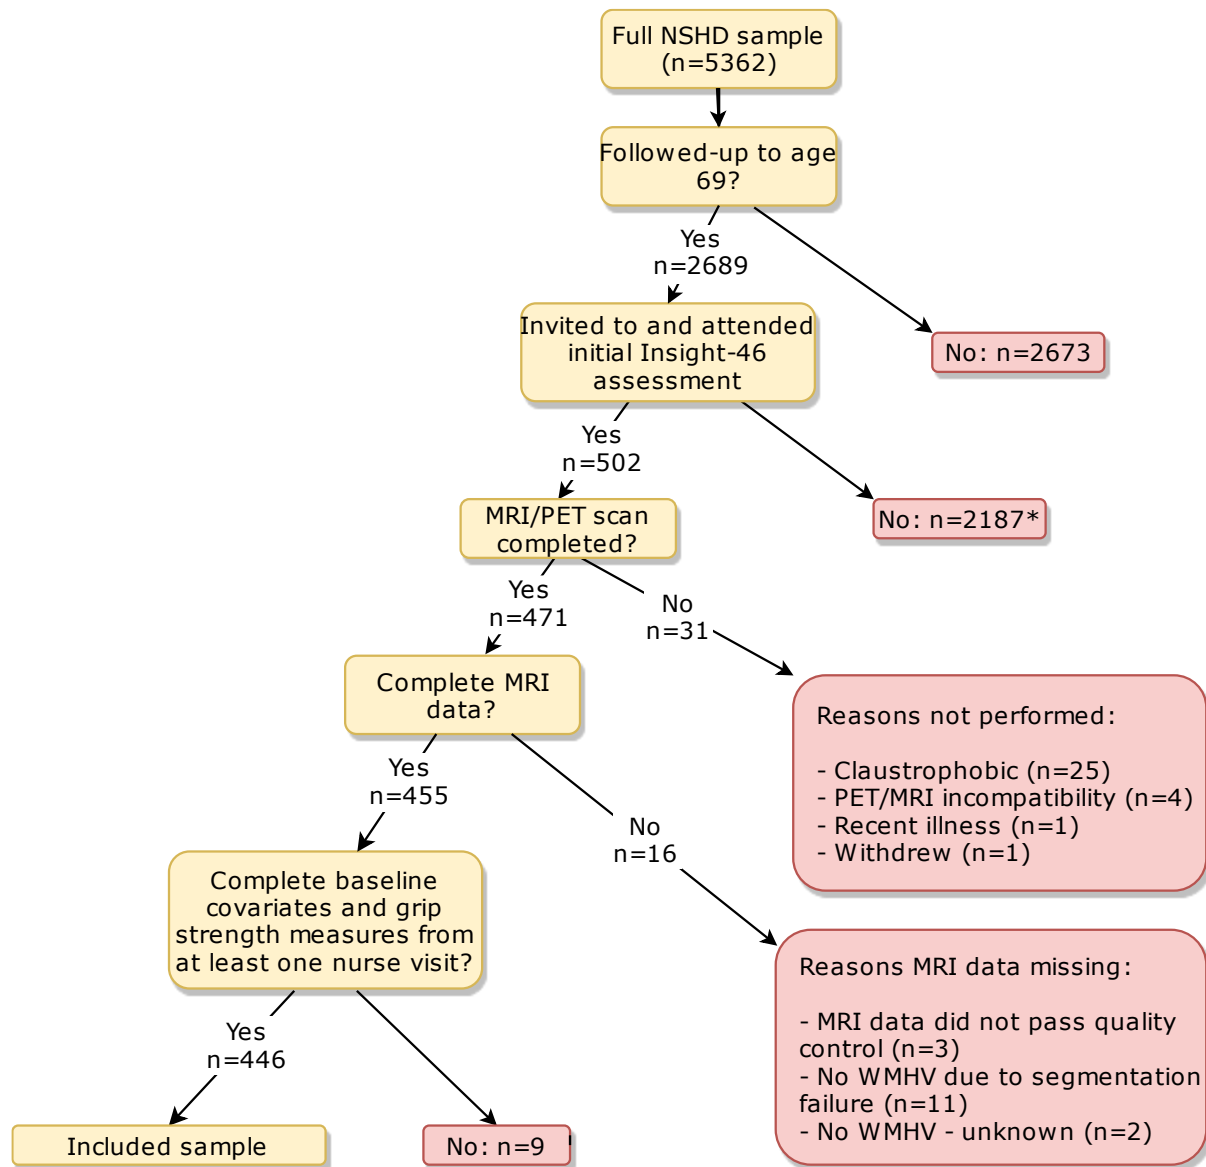 Full NSHD sample
(n=5362)
Followed-up to age
69?
Yes
n=2689
No: n=2673
Invited to and attended
initial Insight-46
assessment
Yes
n=502
No: n=2187*
MRI/PET scan
completed?
Yes
n=471
No
n=31
Reasons not performed:
- Claustrophobic (n=25)
- PET/MRI incompatibility (n=4)
- Recent illness (n=1)
- Withdrew (n=1)
Complete MRI
data?
Yes
n=455
No
n=16
Reasons MRI data missing:
- MRI data did not pass quality
control (n=3)
- No WMHV due to segmentation
failure (n=11)
- No WMHV - unknown (n=2)
Complete baseline
covariates and grip
strength measures from
at least one nurse visit?
Yes
n=446
Included sample
No: n=9